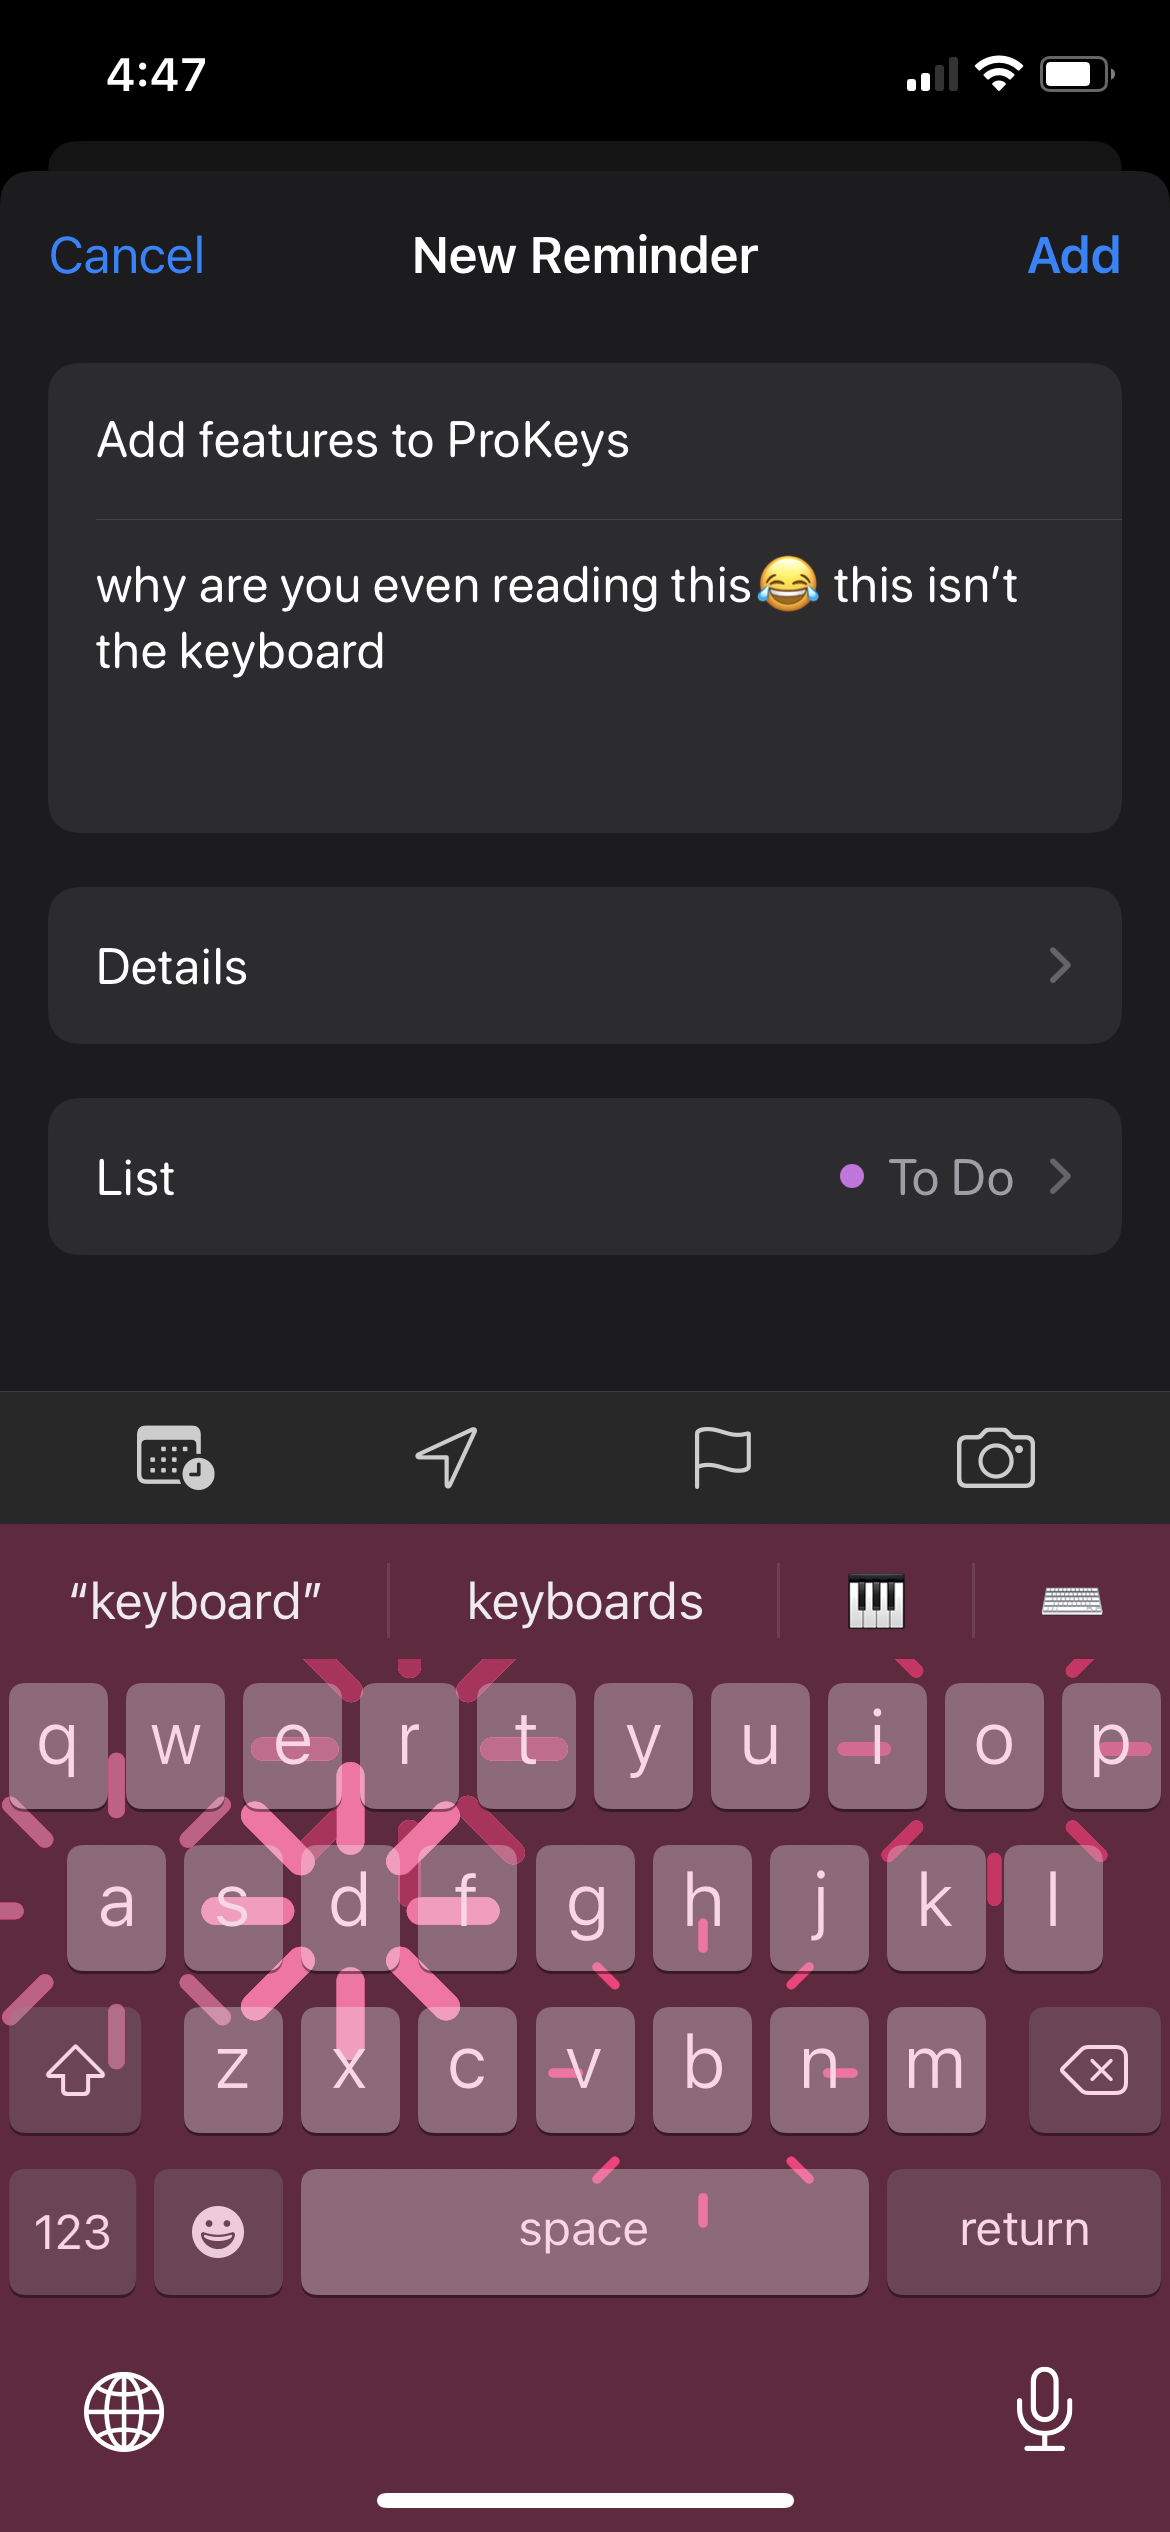 4:47
Cancel New Reminder Add
Add features to ProKeys
why are you even reading this😂 this isn’t
the keyboard
Details
List To Do
“keyboard” keyboards 🎹 ⌨️
q w e r t y u i o p
a s d f g h j k l
z x c v b n m
123 space return